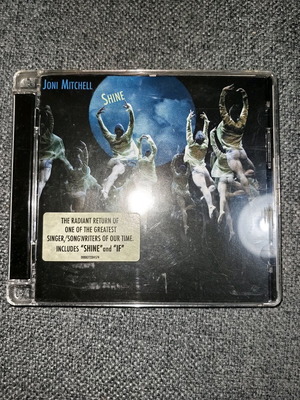 JONI MITCHELL
SHINE
THE RADIANT RETURN OF
ONE OF THE GREATEST
SINGER/SONGWRITERS OF OUR TIME.
INCLUDES "SHINE" and "IF"